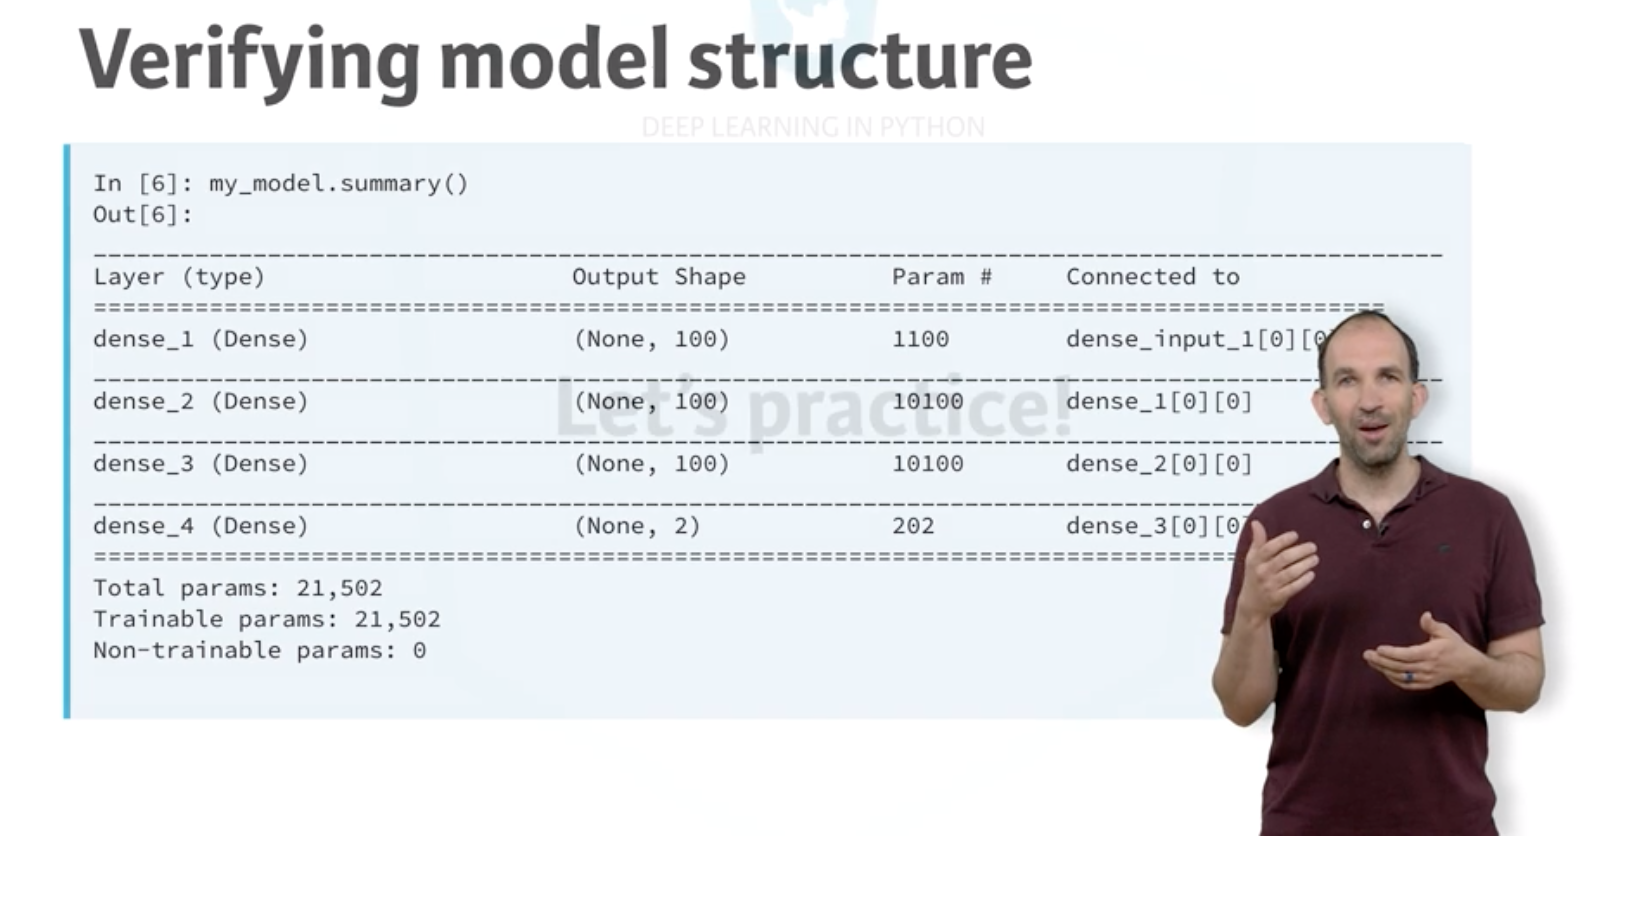 Verifying model structure
DEEP LEARNING IN PYTHON
In [6]: my_model.summary()
Out[6]:
Layer (type) Output Shape Param # Connected to
dense_1 (Dense) (None, 100) 1100 dense_input_1[0][0
Let's practice!
dense_2 (Dense) (None, 100) 10100 dense_1[0][0]
dense_3 (Dense) (None, 100) 10100 dense_2[0][0]
dense_4 (Dense) (None, 2) 202 dense_3[0][0
Total params: 21,502
Trainable params: 21,502
Non-trainable params: 0